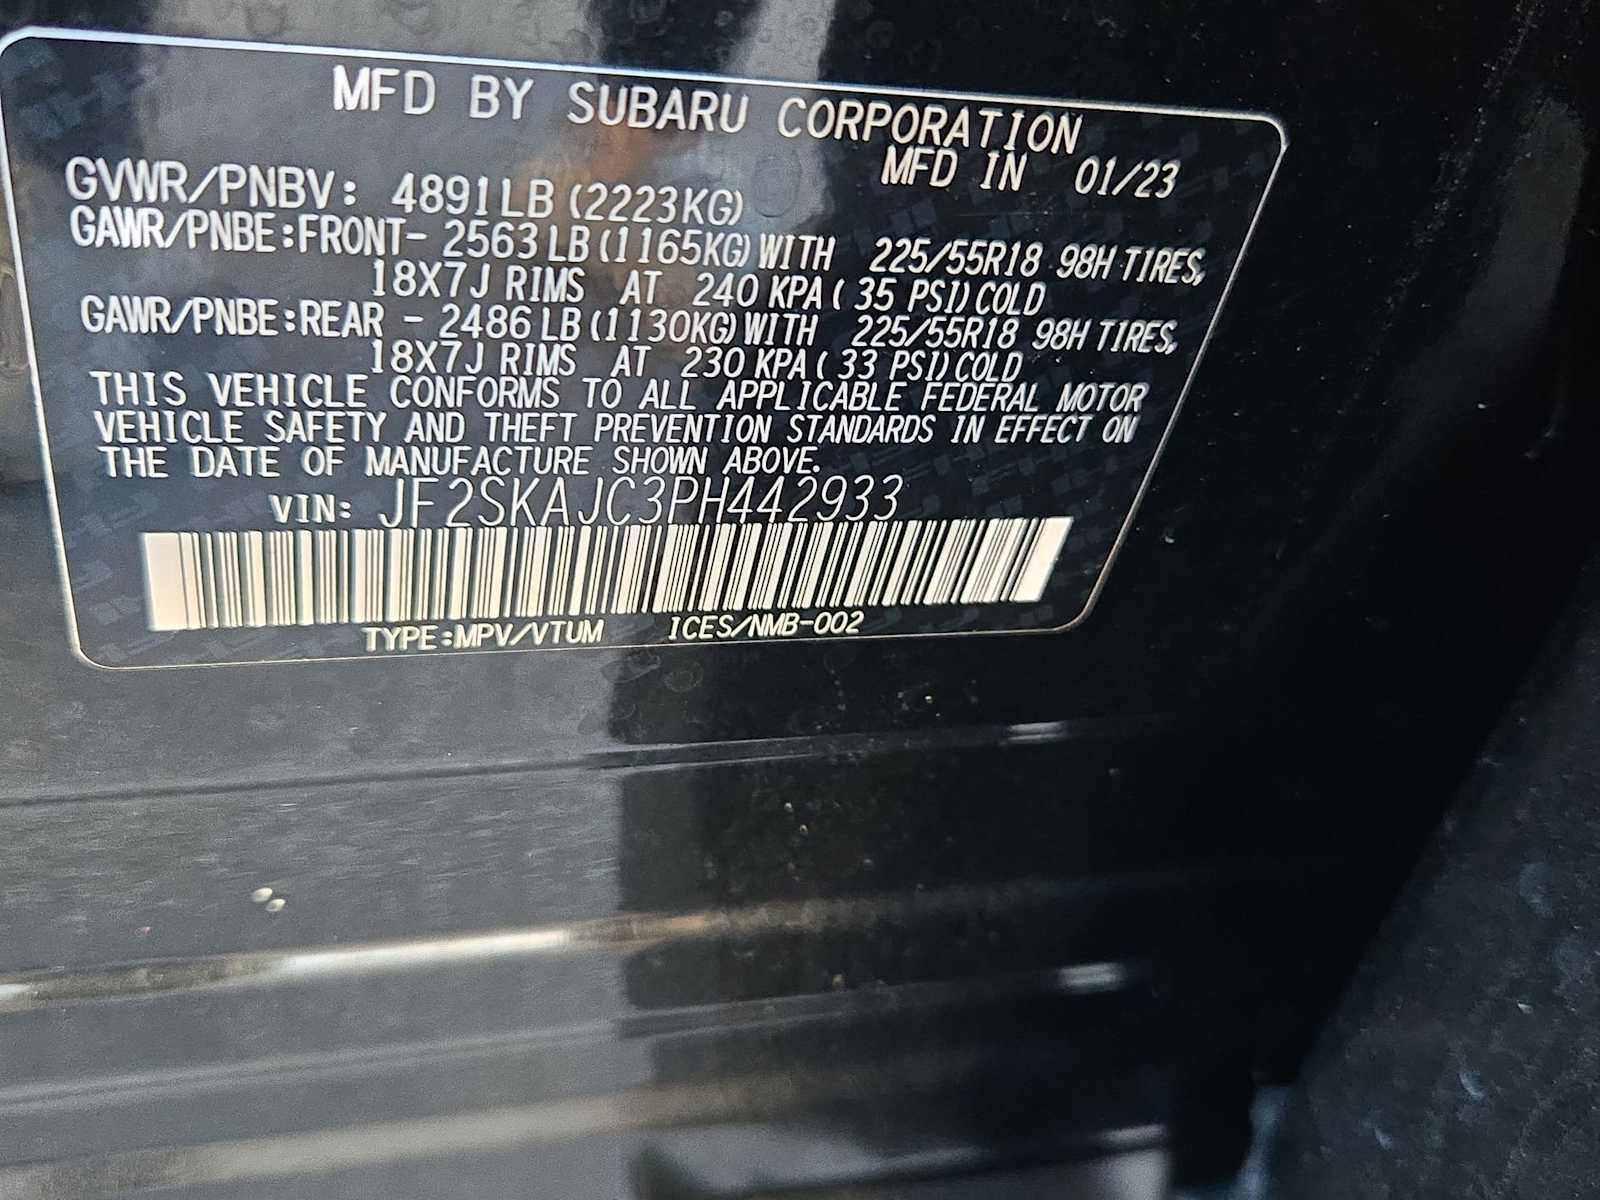 MFD BY SUBARU CORPORATION
MFD IN 01/23
GVWR/PNBV: 4891LB (2223KG)
GAWR/PNBE:FRONT- 2563 LB (1165KG) WITH 225/55R18 98H TIRES,
18X7J RIMS AT 240 KPA ( 35 PSI) COLD
GAWR/PNBE:REAR - 2486 LB (1130KG) WITH 225/55R18 98H TIRES,
18X7J RIMS AT 230 KPA ( 33 PSI) COLD
THIS VEHICLE CONFORMS TO ALL APPLICABLE FEDERAL MOTOR
VEHICLE SAFETY AND THEFT PREVENTION STANDARDS IN EFFECT ON
THE DATE OF MANUFACTURE SHOWN ABOVE.
VIN: JF2SKAJC3PH442933
TYPE:MPV/VTUM ICES/NMB-002